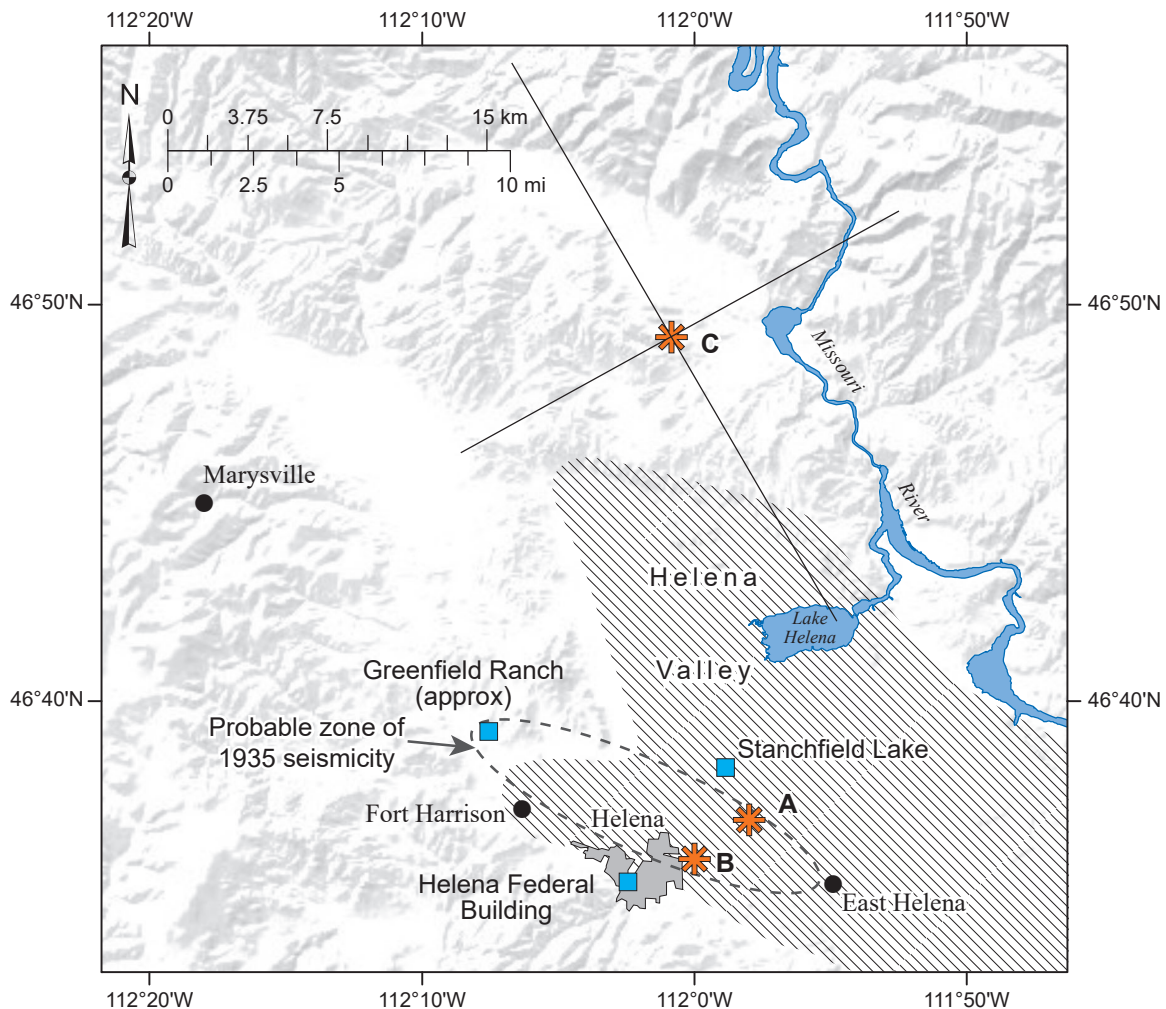 112°20'W 112°10'W 112°0'W 111°50'W
N
0 3.75 7.5 15 km
0 2.5 5 10 mi
46°50'N 46°50'N
C
Missouri
River
Marysville
Helena
Lake
Helena
Valley
Greenfield Ranch
(approx)
46°40'N 46°40'N
Probable zone of
1935 seismicity
Stanchfield Lake
A
Fort Harrison
Helena
B
Helena Federal
Building
East Helena
112°20'W 112°10'W 112°0'W 111°50'W